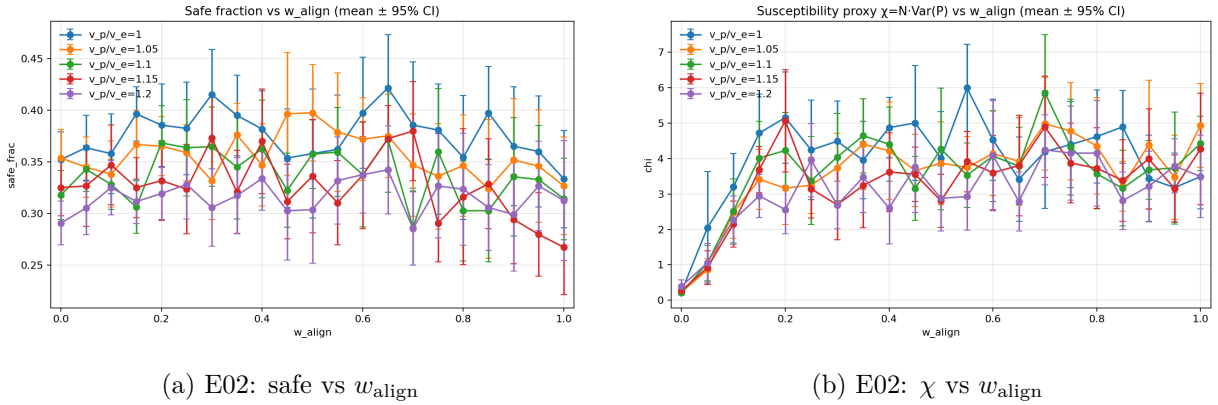 Safe fraction vs w_align (mean ± 95% CI)
v_p/v_e=1
v_p/v_e=1.05
v_p/v_e=1.1
v_p/v_e=1.15
v_p/v_e=1.2
safe_frac
0.45
0.40
0.35
0.30
0.25
0.0 0.2 0.4 0.6 0.8 1.0
w_align
(a) E02: safe vs w_align
Susceptibility proxy χ=N·Var(P) vs w_align (mean ± 95% CI)
v_p/v_e=1
v_p/v_e=1.05
v_p/v_e=1.1
v_p/v_e=1.15
v_p/v_e=1.2
chi
7
6
5
4
3
2
1
0
0.0 0.2 0.4 0.6 0.8 1.0
w_align
(b) E02: χ vs w_align